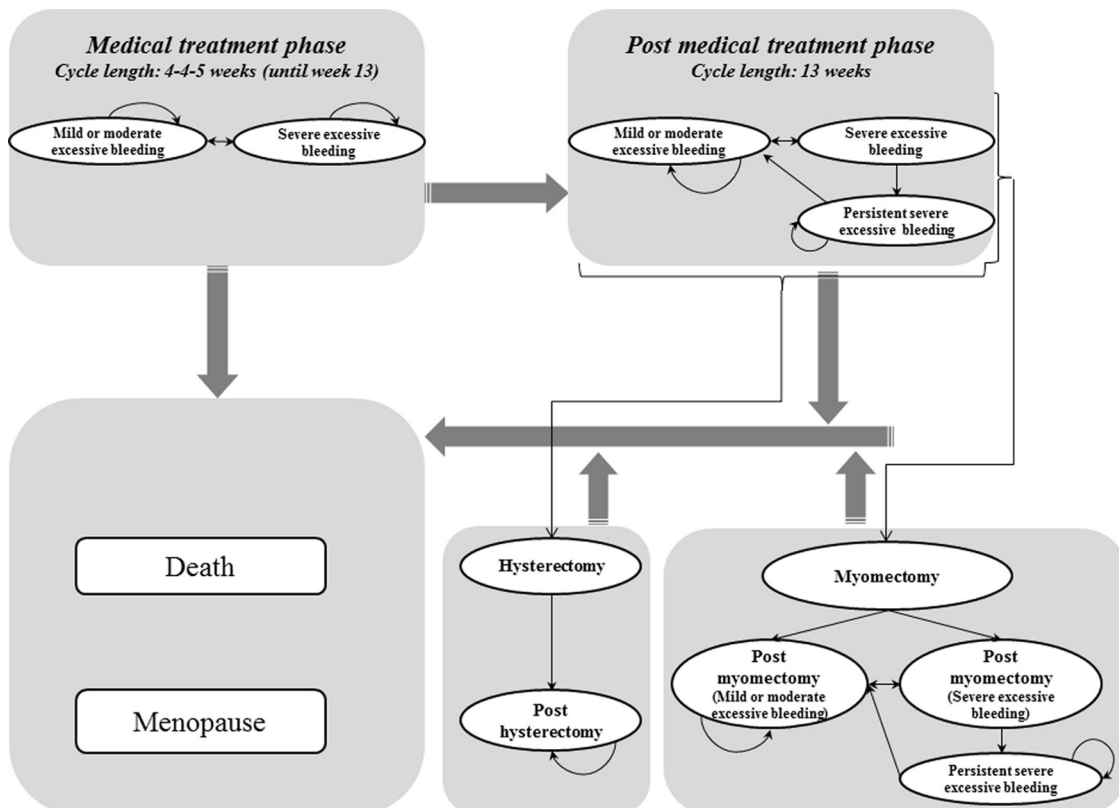 Medical treatment phase
Cycle length: 4-4-5 weeks (until week 13)
Mild or moderate
excessive bleeding
Severe excessive
bleeding
Post medical treatment phase
Cycle length: 13 weeks
Mild or moderate
excessive bleeding
Severe excessive
bleeding
Persistent severe
excessive bleeding
Death
Menopause
Hysterectomy
Post
hysterectomy
Myomectomy
Post
myomectomy
(Mild or moderate
excessive bleeding)
Post
myomectomy
(Severe excessive
bleeding)
Persistent severe
excessive bleeding